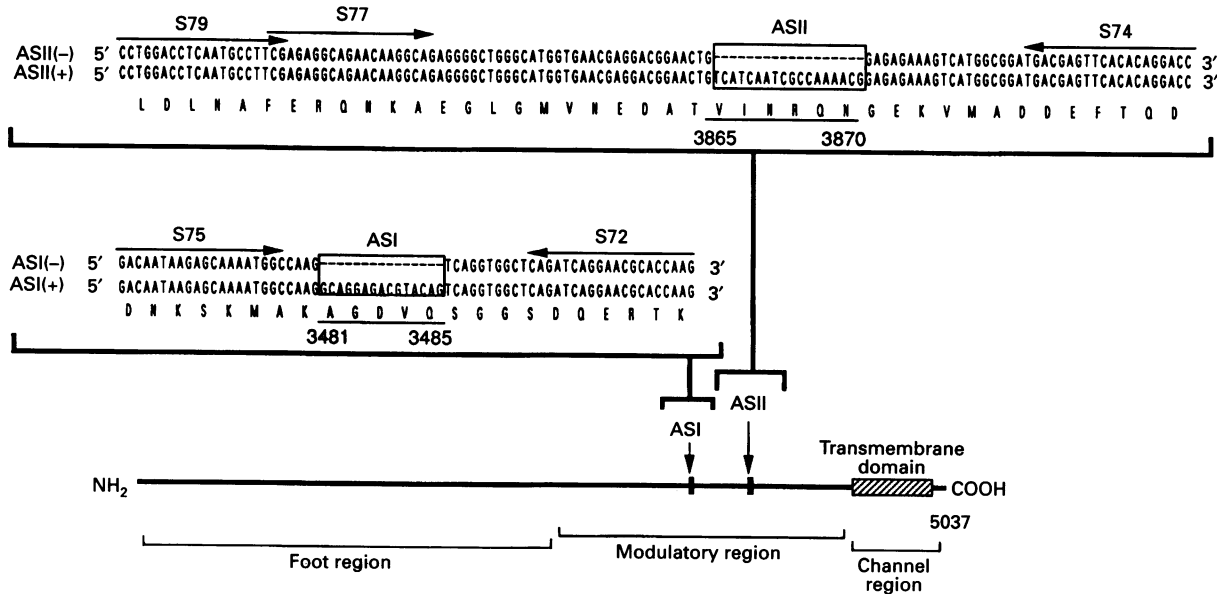 S79 S77 ASII S74
ASII(–) 5′ CCTGGACCTCAATGCCTTCGAGAGGCAGAACAAGGCAGAGGGGCTGGGCATGGTGAACGAGGACGGAACTG------------------GAGAGAAAGTCATGGCGGATGACGAGTTCACACAGGACC 3′
ASII(+) 5′ CCTGGACCTCAATGCCTTCGAGAGGCAGAACAAGGCAGAGGGGCTGGGCATGGTGAACGAGGACGGAACTGTCATCAATCGCCAAAACGGAGAGAAAGTCATGGCGGATGACGAGTTCACACAGGACC 3′
L D L N A F E R Q N K A E G L G M V N E D A T V I N R Q N G E K V M A D D E F T Q D
3865 3870
S75 ASI S72
ASI(–) 5′ GACAATAAGAGCAAAATGGCCAAG---------------TCAGGTGGCTCAGATCAGGAACGCACCAAG 3′
ASI(+) 5′ GACAATAAGAGCAAAATGGCCAAGGCAGGAGACGTACAGTCAGGTGGCTCAGATCAGGAACGCACCAAG 3′
D N K S K M A K A G D V Q S G G S D Q E R T K
3481 3485
ASI ASII
Transmembrane
domain
NH2 COOH
5037
Foot region Modulatory region Channel
region